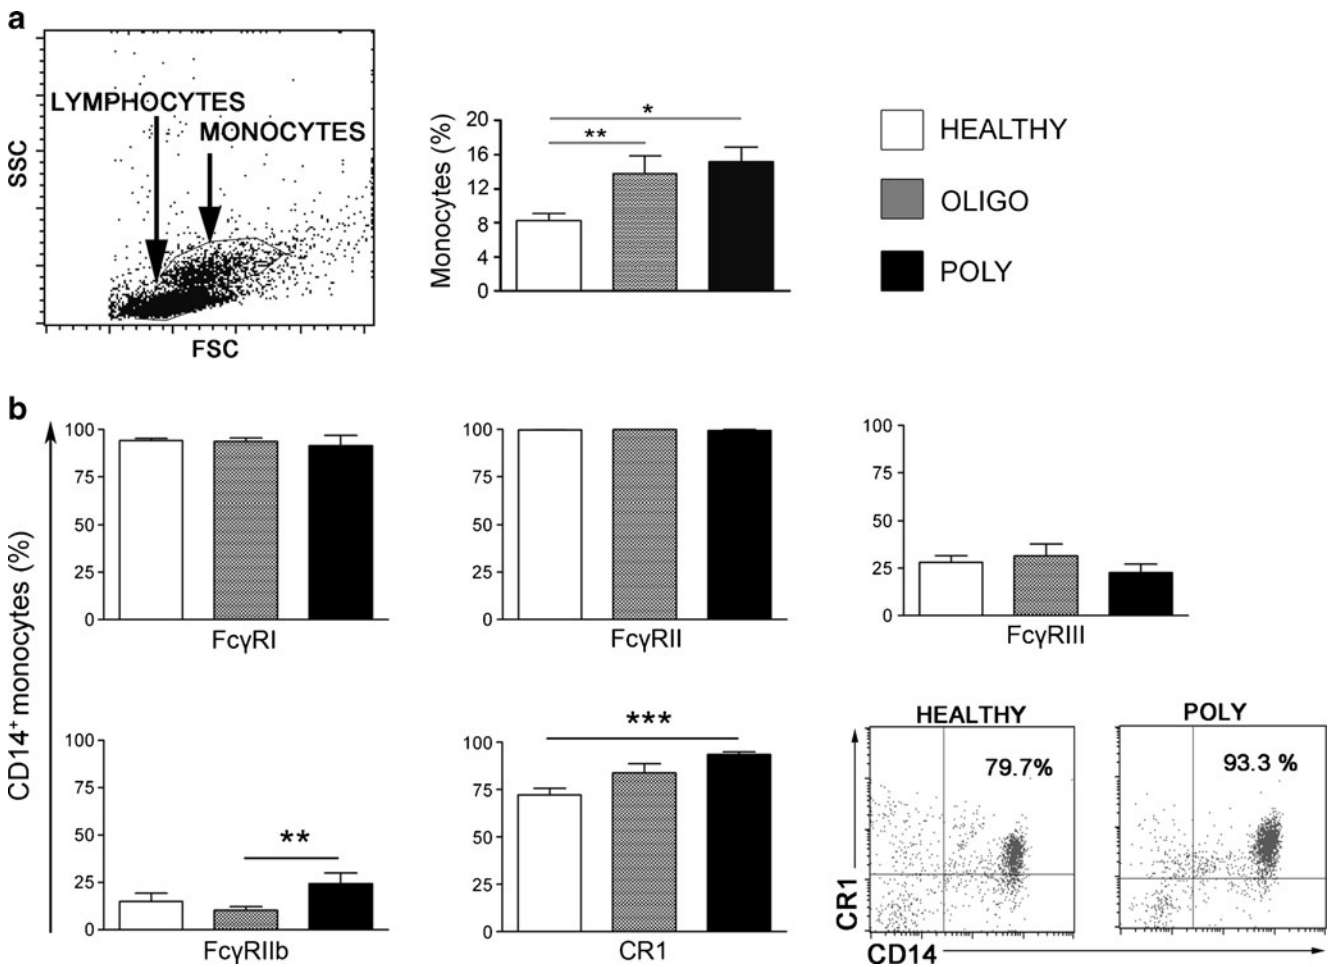 a
SSC
LYMPHOCYTES
MONOCYTES
FSC
Monocytes (%)
20
16
12
8
4
0
*
**
HEALTHY
OLIGO
POLY
b
CD14+ monocytes (%)
100
75
50
25
0
FcγRI
100
75
50
25
0
FcγRII
100
75
50
25
0
FcγRIII
100
75
50
25
0
**
FcγRIIb
100
75
50
25
0
***
CR1
HEALTHY
79.7%
POLY
93.3 %
CR1
CD14